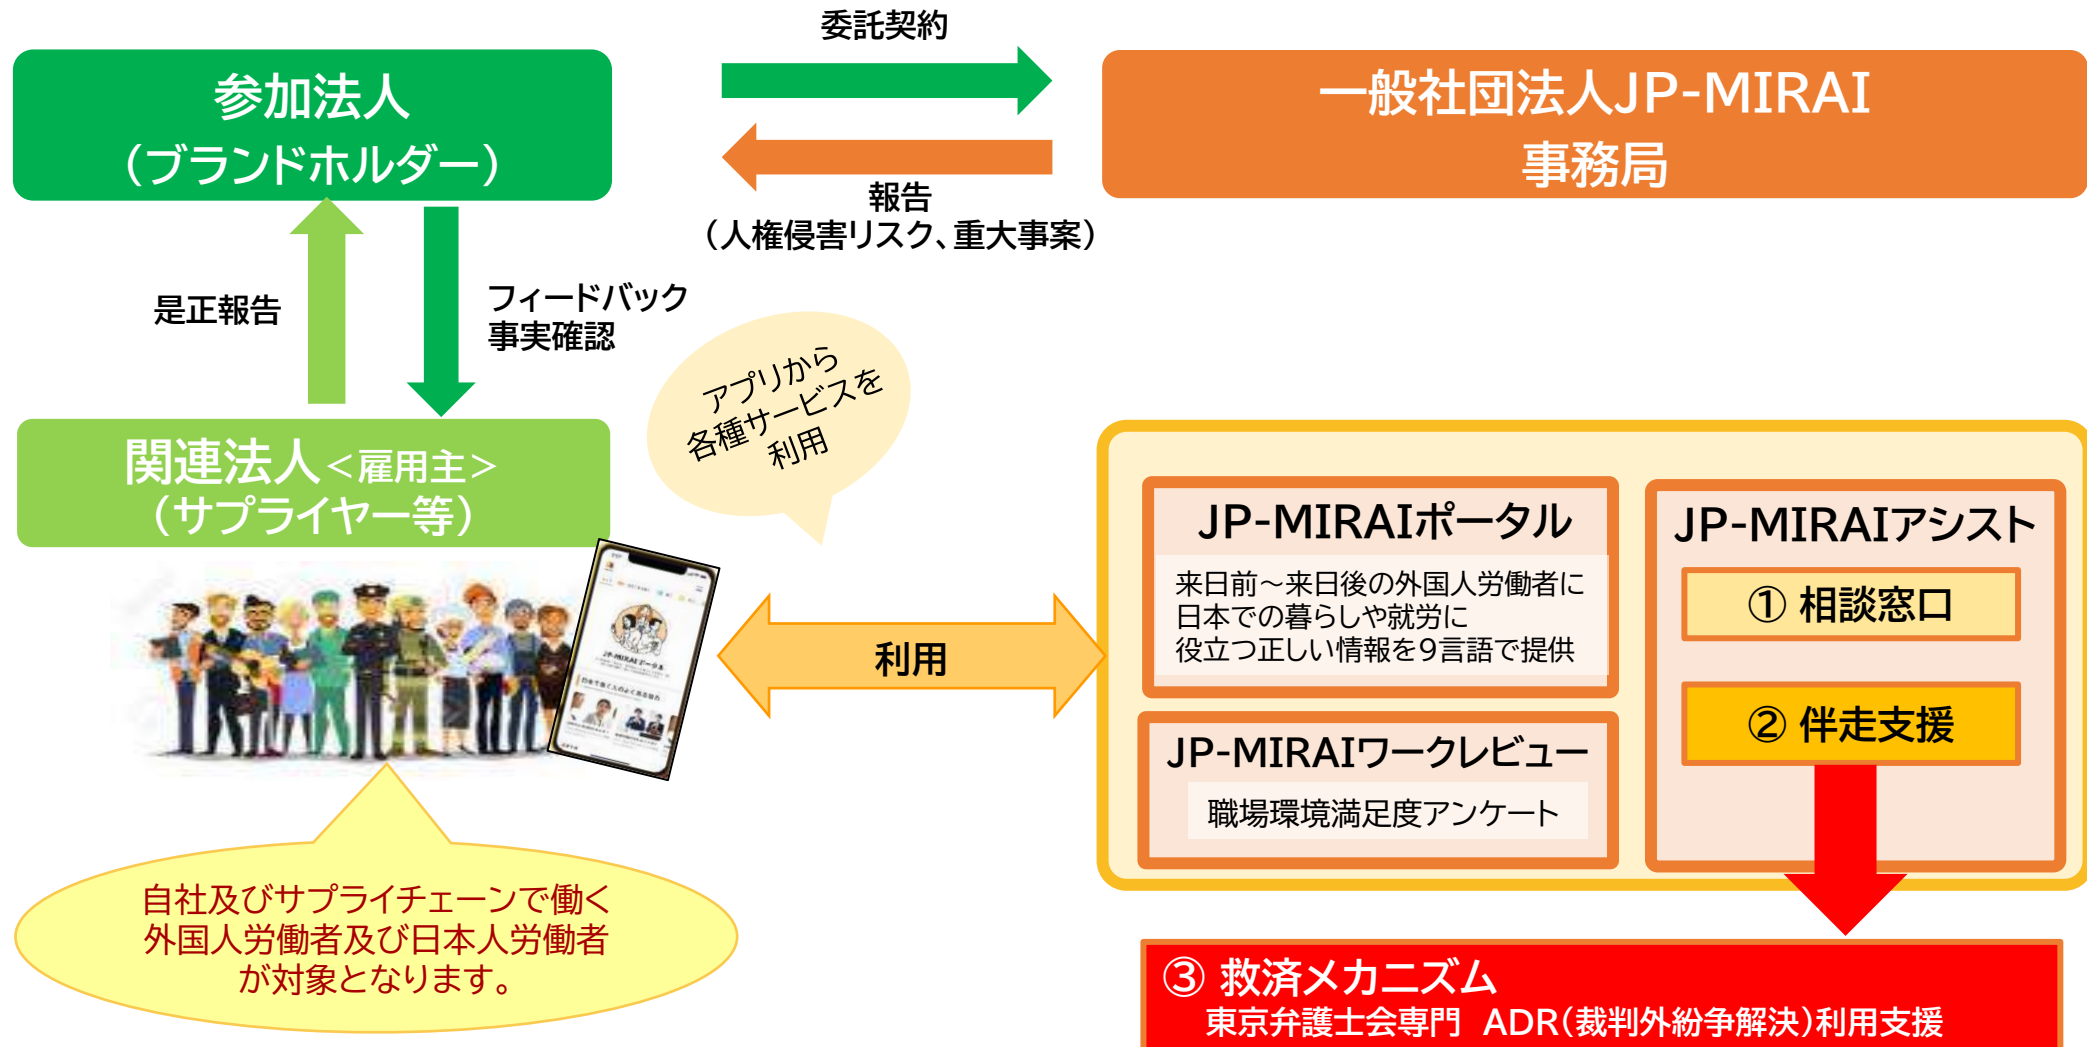 委託契約
参加法人
（ブランドホルダー）
一般社団法人JP-MIRAI
事務局
報告
（人権侵害リスク、重大事案）
是正報告
フィードバック
事実確認
アプリから
各種サービスを
利用
関連法人<雇用主>
（サプライヤー等）
JP-MIRAI ポータル
利用
JP-MIRAIポータル
来日前～来日後の外国人労働者に
日本での暮らしや就労に
役立つ正しい情報を9言語で提供
JP-MIRAIワークレビュー
職場環境満足度アンケート
JP-MIRAIアシスト
① 相談窓口
② 伴走支援
自社及びサプライチェーンで働く
外国人労働者及び日本人労働者
が対象となります。
③ 救済メカニズム
東京弁護士会専門 ADR（裁判外紛争解決）利用支援